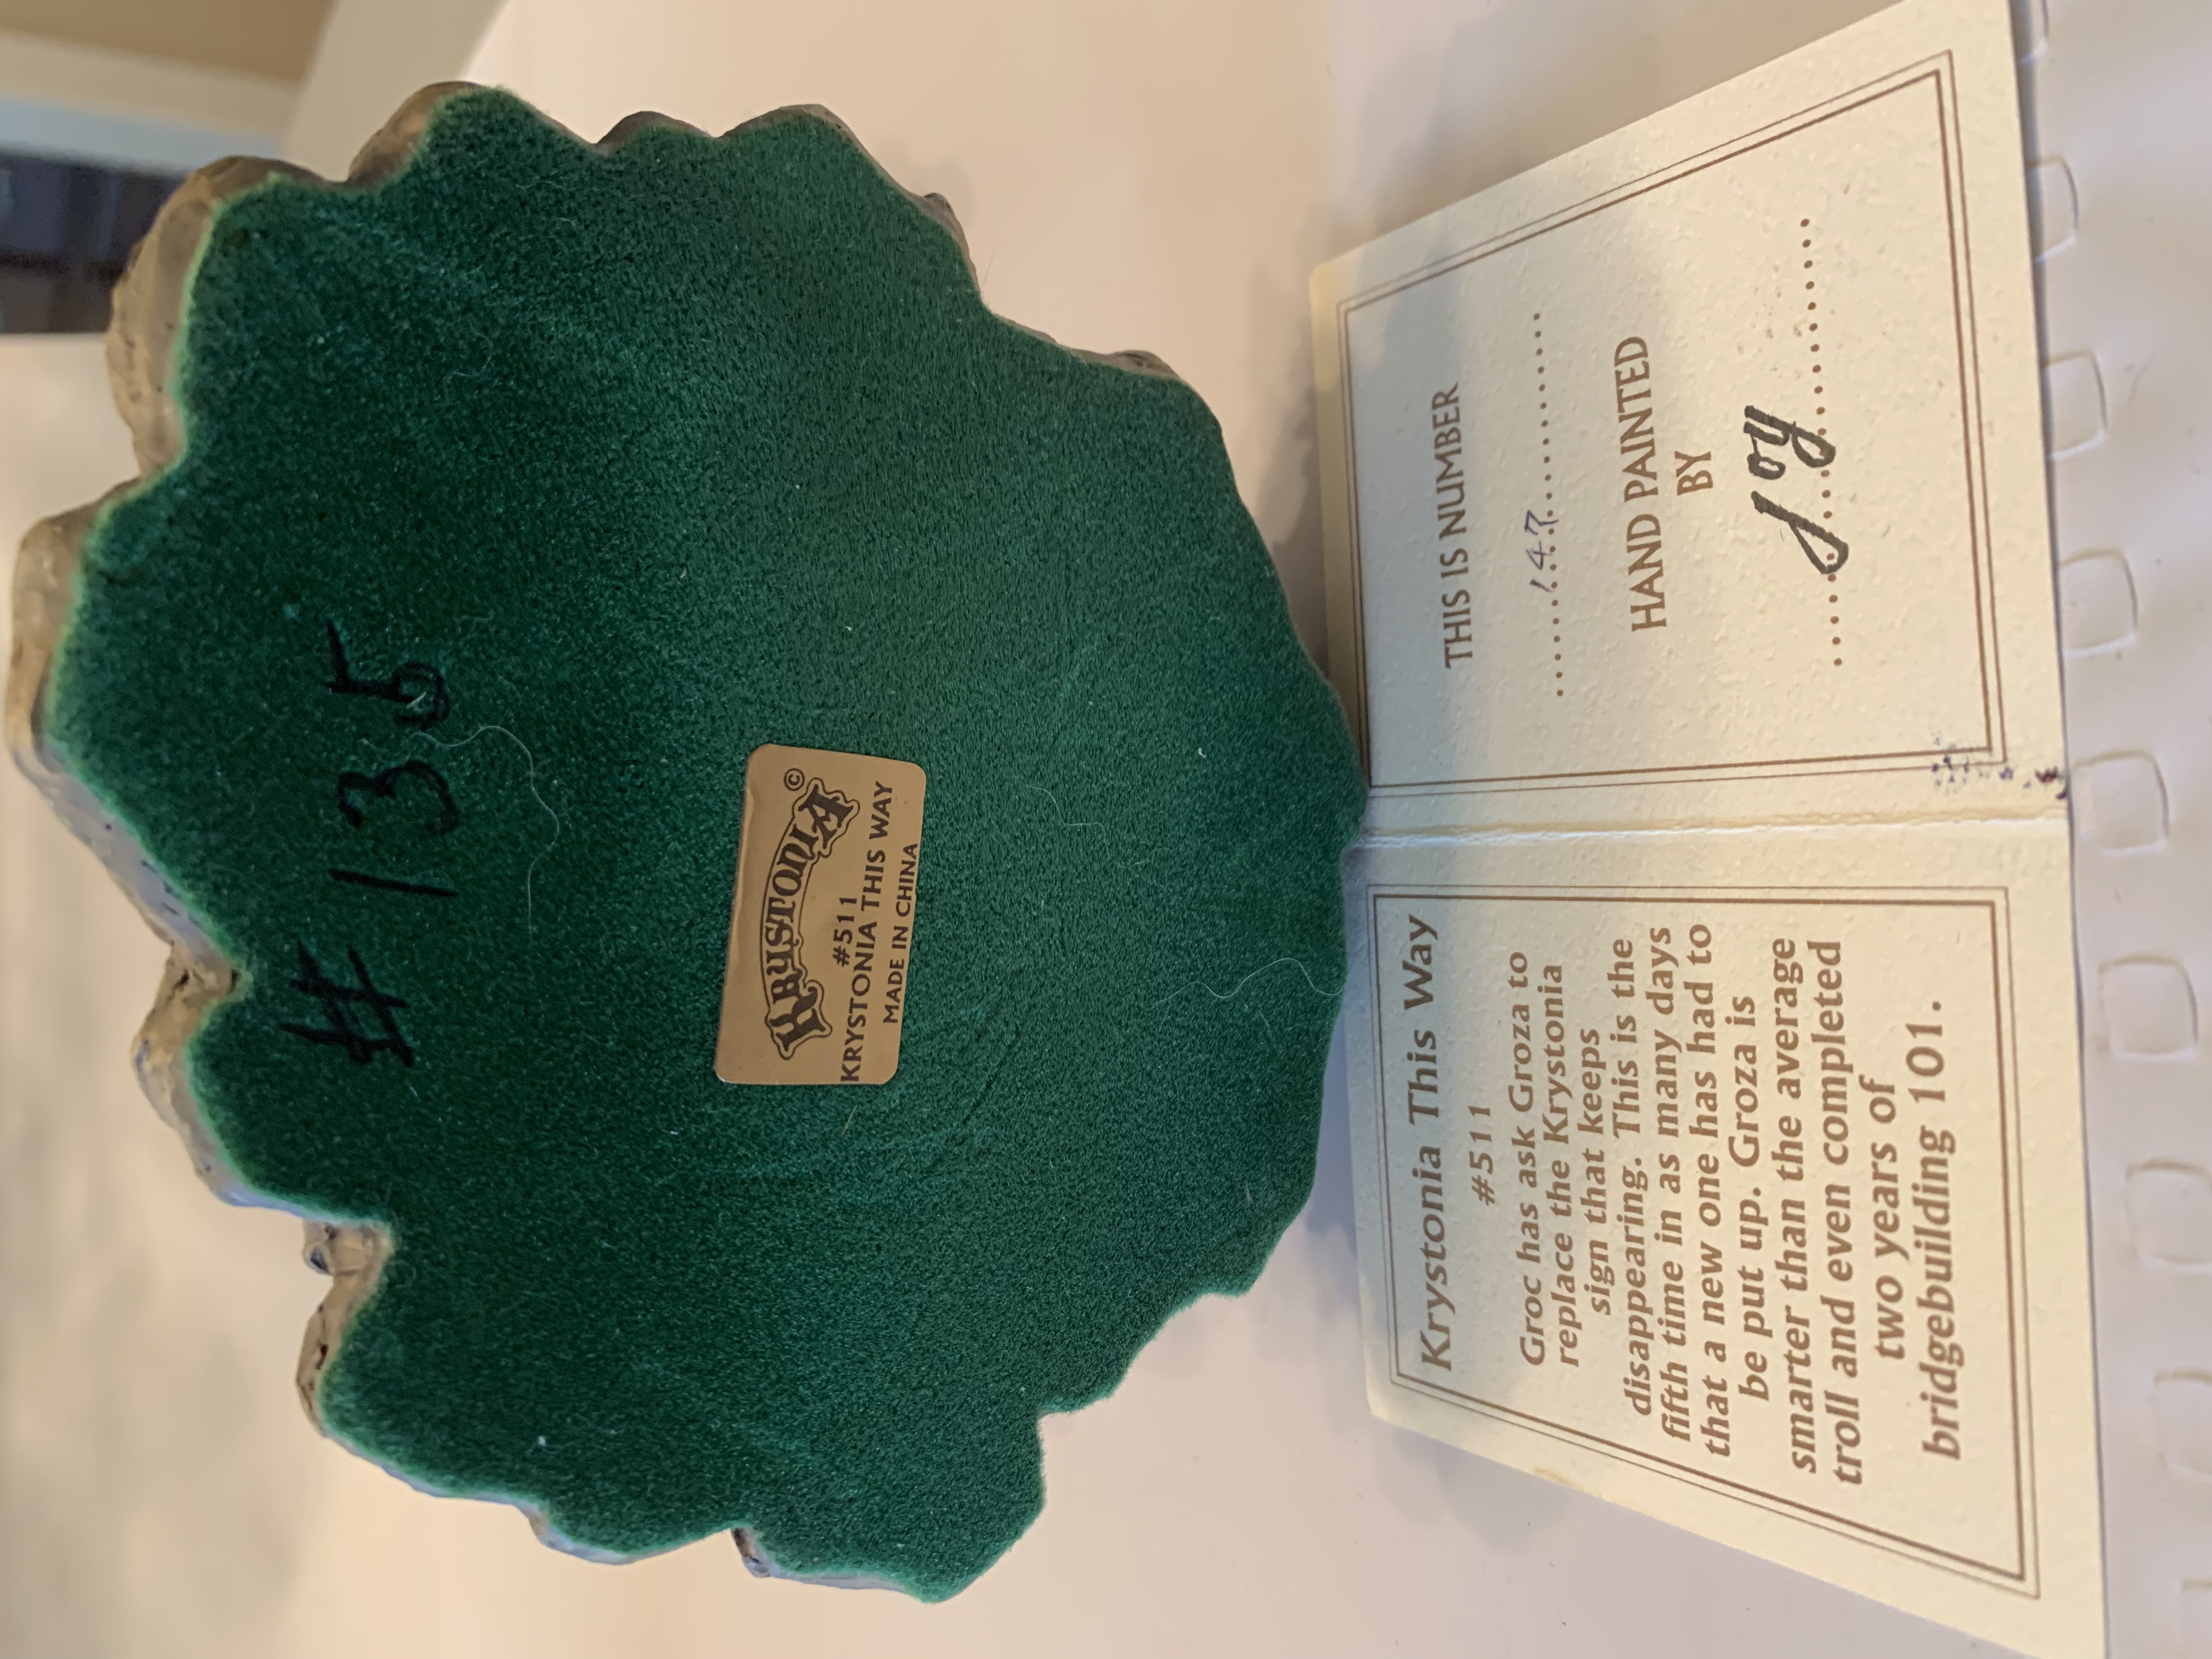 # 135
KRYSTONIA ©
#511
KRYSTONIA THIS WAY
MADE IN CHINA
Krystonia This Way
#511
Groc has ask Groza to
replace the Krystonia
sign that keeps
disappearing. This is the
fifth time in as many days
that a new one has had to
be put up. Groza is
smarter than the average
troll and even completed
two years of
bridgebuilding 101.
THIS IS NUMBER
147
HAND PAINTED
BY
Joy